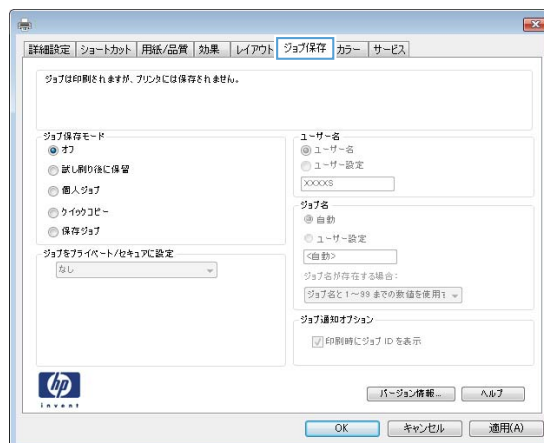 詳細設定 ショートカット 用紙/品質 効果 レイアウト ジョブ保存 カラー サービス
ジョブは印刷されますが、プリンタには保存されません。
ジョブ保存モード
オフ
試し刷り後に保留
個人ジョブ
クイックコピー
保存ジョブ
ジョブをプライベート/セキュアに設定
なし
ユーザー名
ユーザー名
ユーザー設定
XXXXS
ジョブ名
自動
ユーザー設定
<自動>
ジョブ名が存在する場合:
ジョブ名と1～99までの数値を使用
ジョブ通知オプション
印刷時にジョブ ID を表示
hp
invent
バージョン情報... ヘルプ
OK キャンセル 適用(A)